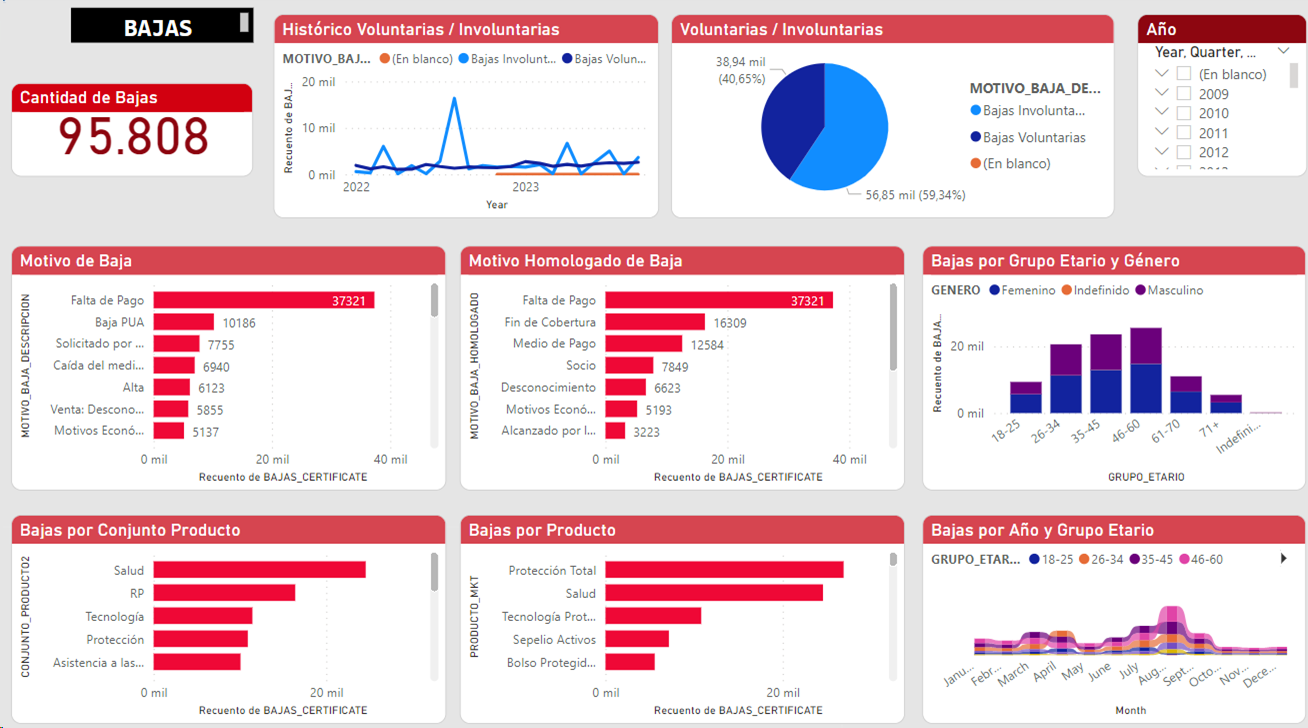 BAJAS
Cantidad de Bajas
95.808
Histórico Voluntarias / Involuntarias
MOTIVO_BAJ... (En blanco) Bajas Involunt... Bajas Volun...
Recuento de BAJ...
20 mil
10 mil
0 mil
2022 2023
Year
Voluntarias / Involuntarias
38,94 mil
(40,65%)
56,85 mil (59,34%)
MOTIVO_BAJA_DE...
Bajas Involunta...
Bajas Voluntarias
(En blanco)
Año
Year, Quarter, ...
(En blanco)
2009
2010
2011
2012
Motivo de Baja
MOTIVO_BAJA_DESCRIPCION
Falta de Pago 37321
Baja PUA 10186
Solicitado por ... 7755
Caída del medi... 6940
Alta 6123
Venta: Descono... 5855
Motivos Econó... 5137
0 mil 20 mil 40 mil
Recuento de BAJAS_CERTIFICATE
Motivo Homologado de Baja
MOTIVO_BAJA_HOMOLOGADO
Falta de Pago 37321
Fin de Cobertura 16309
Medio de Pago 12584
Socio 7849
Desconocimiento 6623
Motivos Econó... 5193
Alcanzado por l... 3223
0 mil 20 mil 40 mil
Recuento de BAJAS_CERTIFICATE
Bajas por Grupo Etario y Género
GENERO Femenino Indefinido Masculino
Recuento de BAJA...
20 mil
0 mil
18-25 26-34 35-45 46-60 61-70 71+ Indefini...
GRUPO_ETARIO
Bajas por Conjunto Producto
CONJUNTO_PRODUCTO2
Salud
RP
Tecnología
Protección
Asistencia a las...
0 mil 20 mil
Recuento de BAJAS_CERTIFICATE
Bajas por Producto
PRODUCTO_MKT
Protección Total
Salud
Tecnología Prot...
Sepelio Activos
Bolso Protegid...
0 mil 20 mil
Recuento de BAJAS_CERTIFICATE
Bajas por Año y Grupo Etario
GRUPO_ETAR... 18-25 26-34 35-45 46-60
Janu... Febr... March April May June July Aug... Sept... Octo... Nov... Dece...
Month